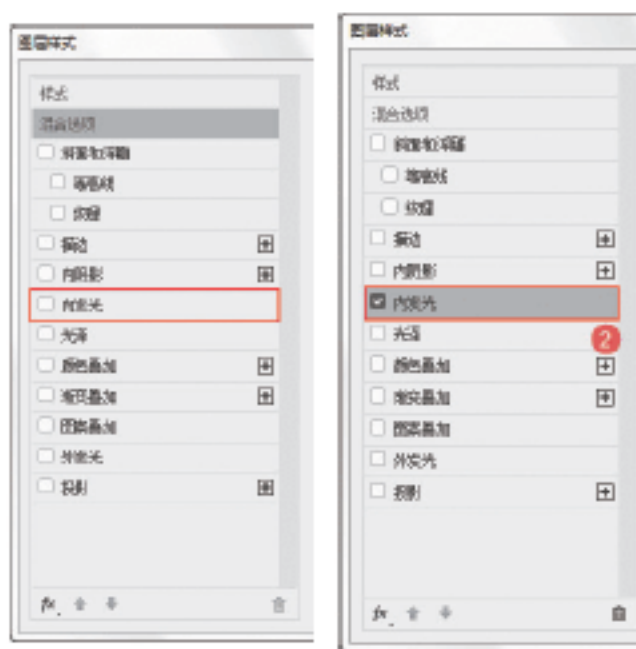 图层样式
样式
混合选项
斜面和浮雕
等高线
纹理
描边
内阴影
内发光
光泽
颜色叠加
渐变叠加
图案叠加
外发光
投影
fx
图层样式
样式
混合选项
斜面和浮雕
等高线
纹理
描边
内阴影
内发光
光泽
2
颜色叠加
渐变叠加
图案叠加
外发光
投影
fx